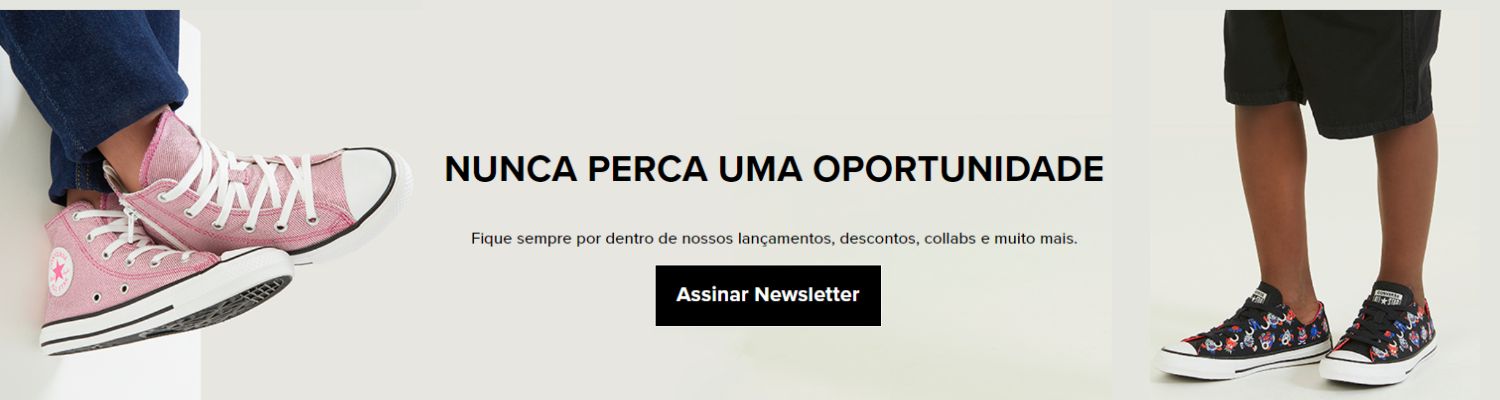 NUNCA PERCA UMA OPORTUNIDADE
Fique sempre por dentro de nossos lançamentos, descontos, collabs e muito mais.
Assinar Newsletter